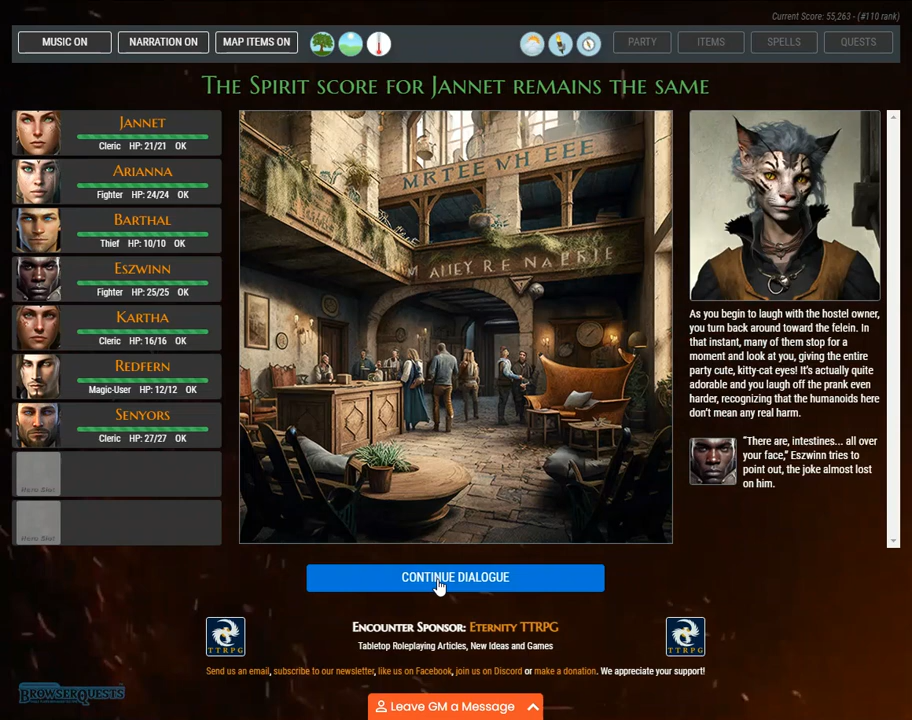 Current Score: 55,263 - (#110 rank)
MUSIC ON
NARRATION ON
MAP ITEMS ON
PARTY
ITEMS
SPELLS
QUESTS
The Spirit score for Jannet remains the same
Jannet
Cleric HP: 21/21 OK
Arianna
Fighter HP: 24/24 OK
Barthal
Thief HP: 10/10 OK
Eszwinn
Fighter HP: 25/25 OK
Kartha
Cleric HP: 16/16 OK
Redfern
Magic-User HP: 12/12 OK
Senyors
Cleric HP: 27/27 OK
Hero Slot
Hero Slot
MRTEE WH EEE
M AIIEY RE NABRIE
As you begin to laugh with the hostel owner,
you turn back around toward the felein. In
that instant, many of them stop for a
moment and look at you, giving the entire
party cute, kitty-cat eyes! It's actually quite
adorable and you laugh off the prank even
harder, recognizing that the humanoids here
don't mean any real harm.
"There are, intestines... all over
your face," Eszwinn tries to
point out, the joke almost lost
on him.
CONTINUE DIALOGUE
TTRPG
Encounter Sponsor: Eternity TTRPG
Tabletop Roleplaying Articles, New Ideas and Games
TTRPG
Send us an email, subscribe to our newsletter, like us on Facebook, join us on Discord or make a donation. We appreciate your support!
BrowserQuests
Leave GM a Message